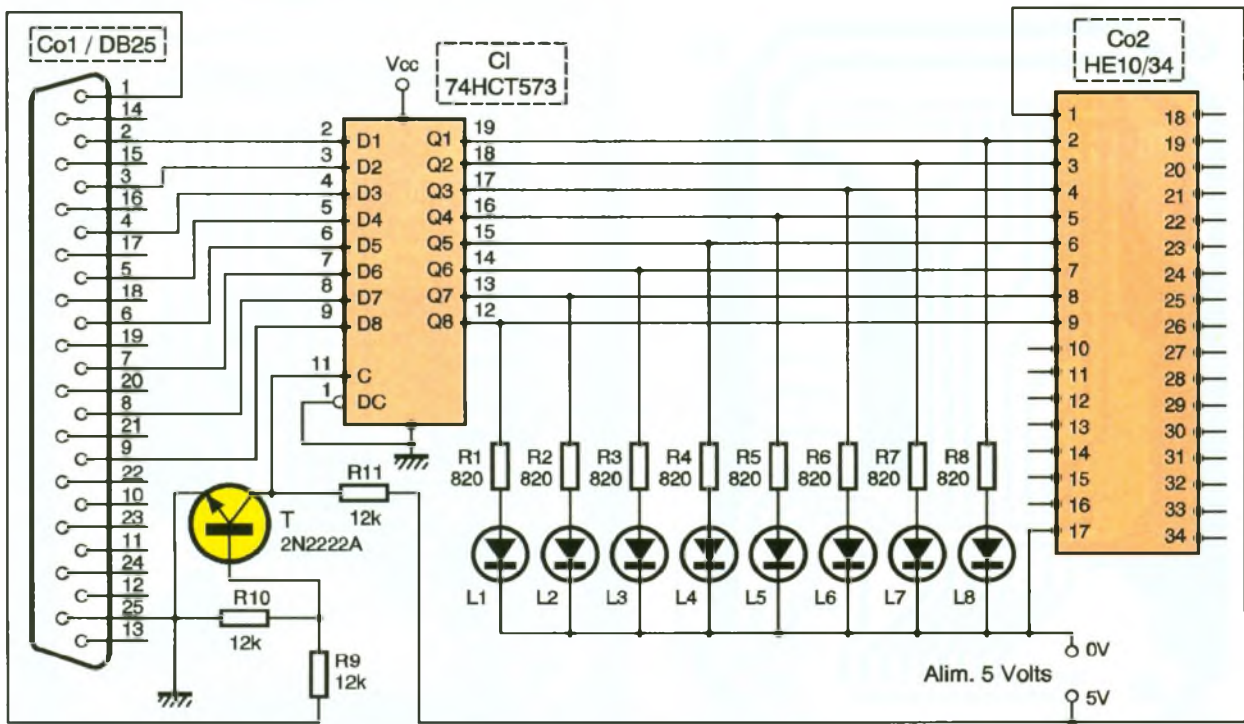 Co1 / DB25
1
14
2
15
3
16
4
17
5
18
6
19
7
20
8
21
9
22
10
23
11
24
12
25
13
Vcc
CI
74HCT573
2 D1 Q1 19
3 D2 Q2 18
4 D3 Q3 17
5 D4 Q4 16
6 D5 Q5 15
7 D6 Q6 14
8 D7 Q7 13
9 D8 Q8 12
11 C
1 DC
T
2N2222A
R11
12k
R10
12k
R9
12k
R1 R2 R3 R4 R5 R6 R7 R8
820 820 820 820 820 820 820 820
L1 L2 L3 L4 L5 L6 L7 L8
Co2
HE10/34
1 18
2 19
3 20
4 21
5 22
6 23
7 24
8 25
9 26
10 27
11 28
12 29
13 30
14 31
15 32
16 33
17 34
0V
Alim. 5 Volts
5V